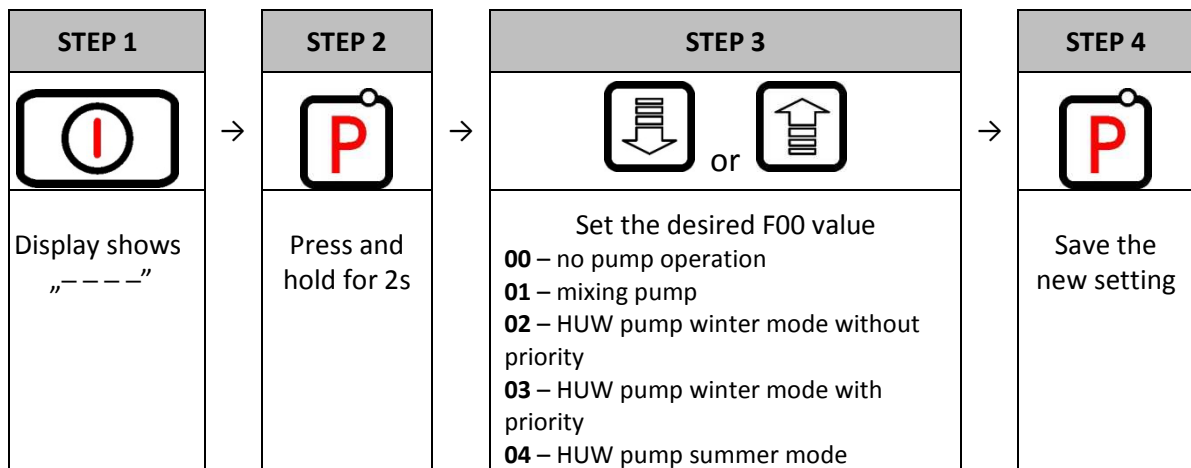 STEP 1
Display shows
„– – – –”
→
STEP 2
P
Press and
hold for 2s
→
STEP 3
or
Set the desired F00 value
00 – no pump operation
01 – mixing pump
02 – HUW pump winter mode without
priority
03 – HUW pump winter mode with
priority
04 – HUW pump summer mode
→
STEP 4
P
Save the
new setting